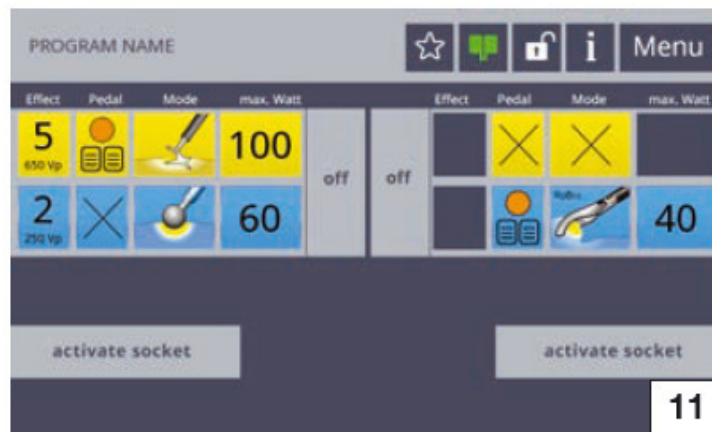 PROGRAM NAME
i Menu
Effect Pedal Mode max. Watt Effect Pedal Mode max. Watt
5 100
650 Vp
off off
2 60 40
250 Vp
activate socket activate socket
11